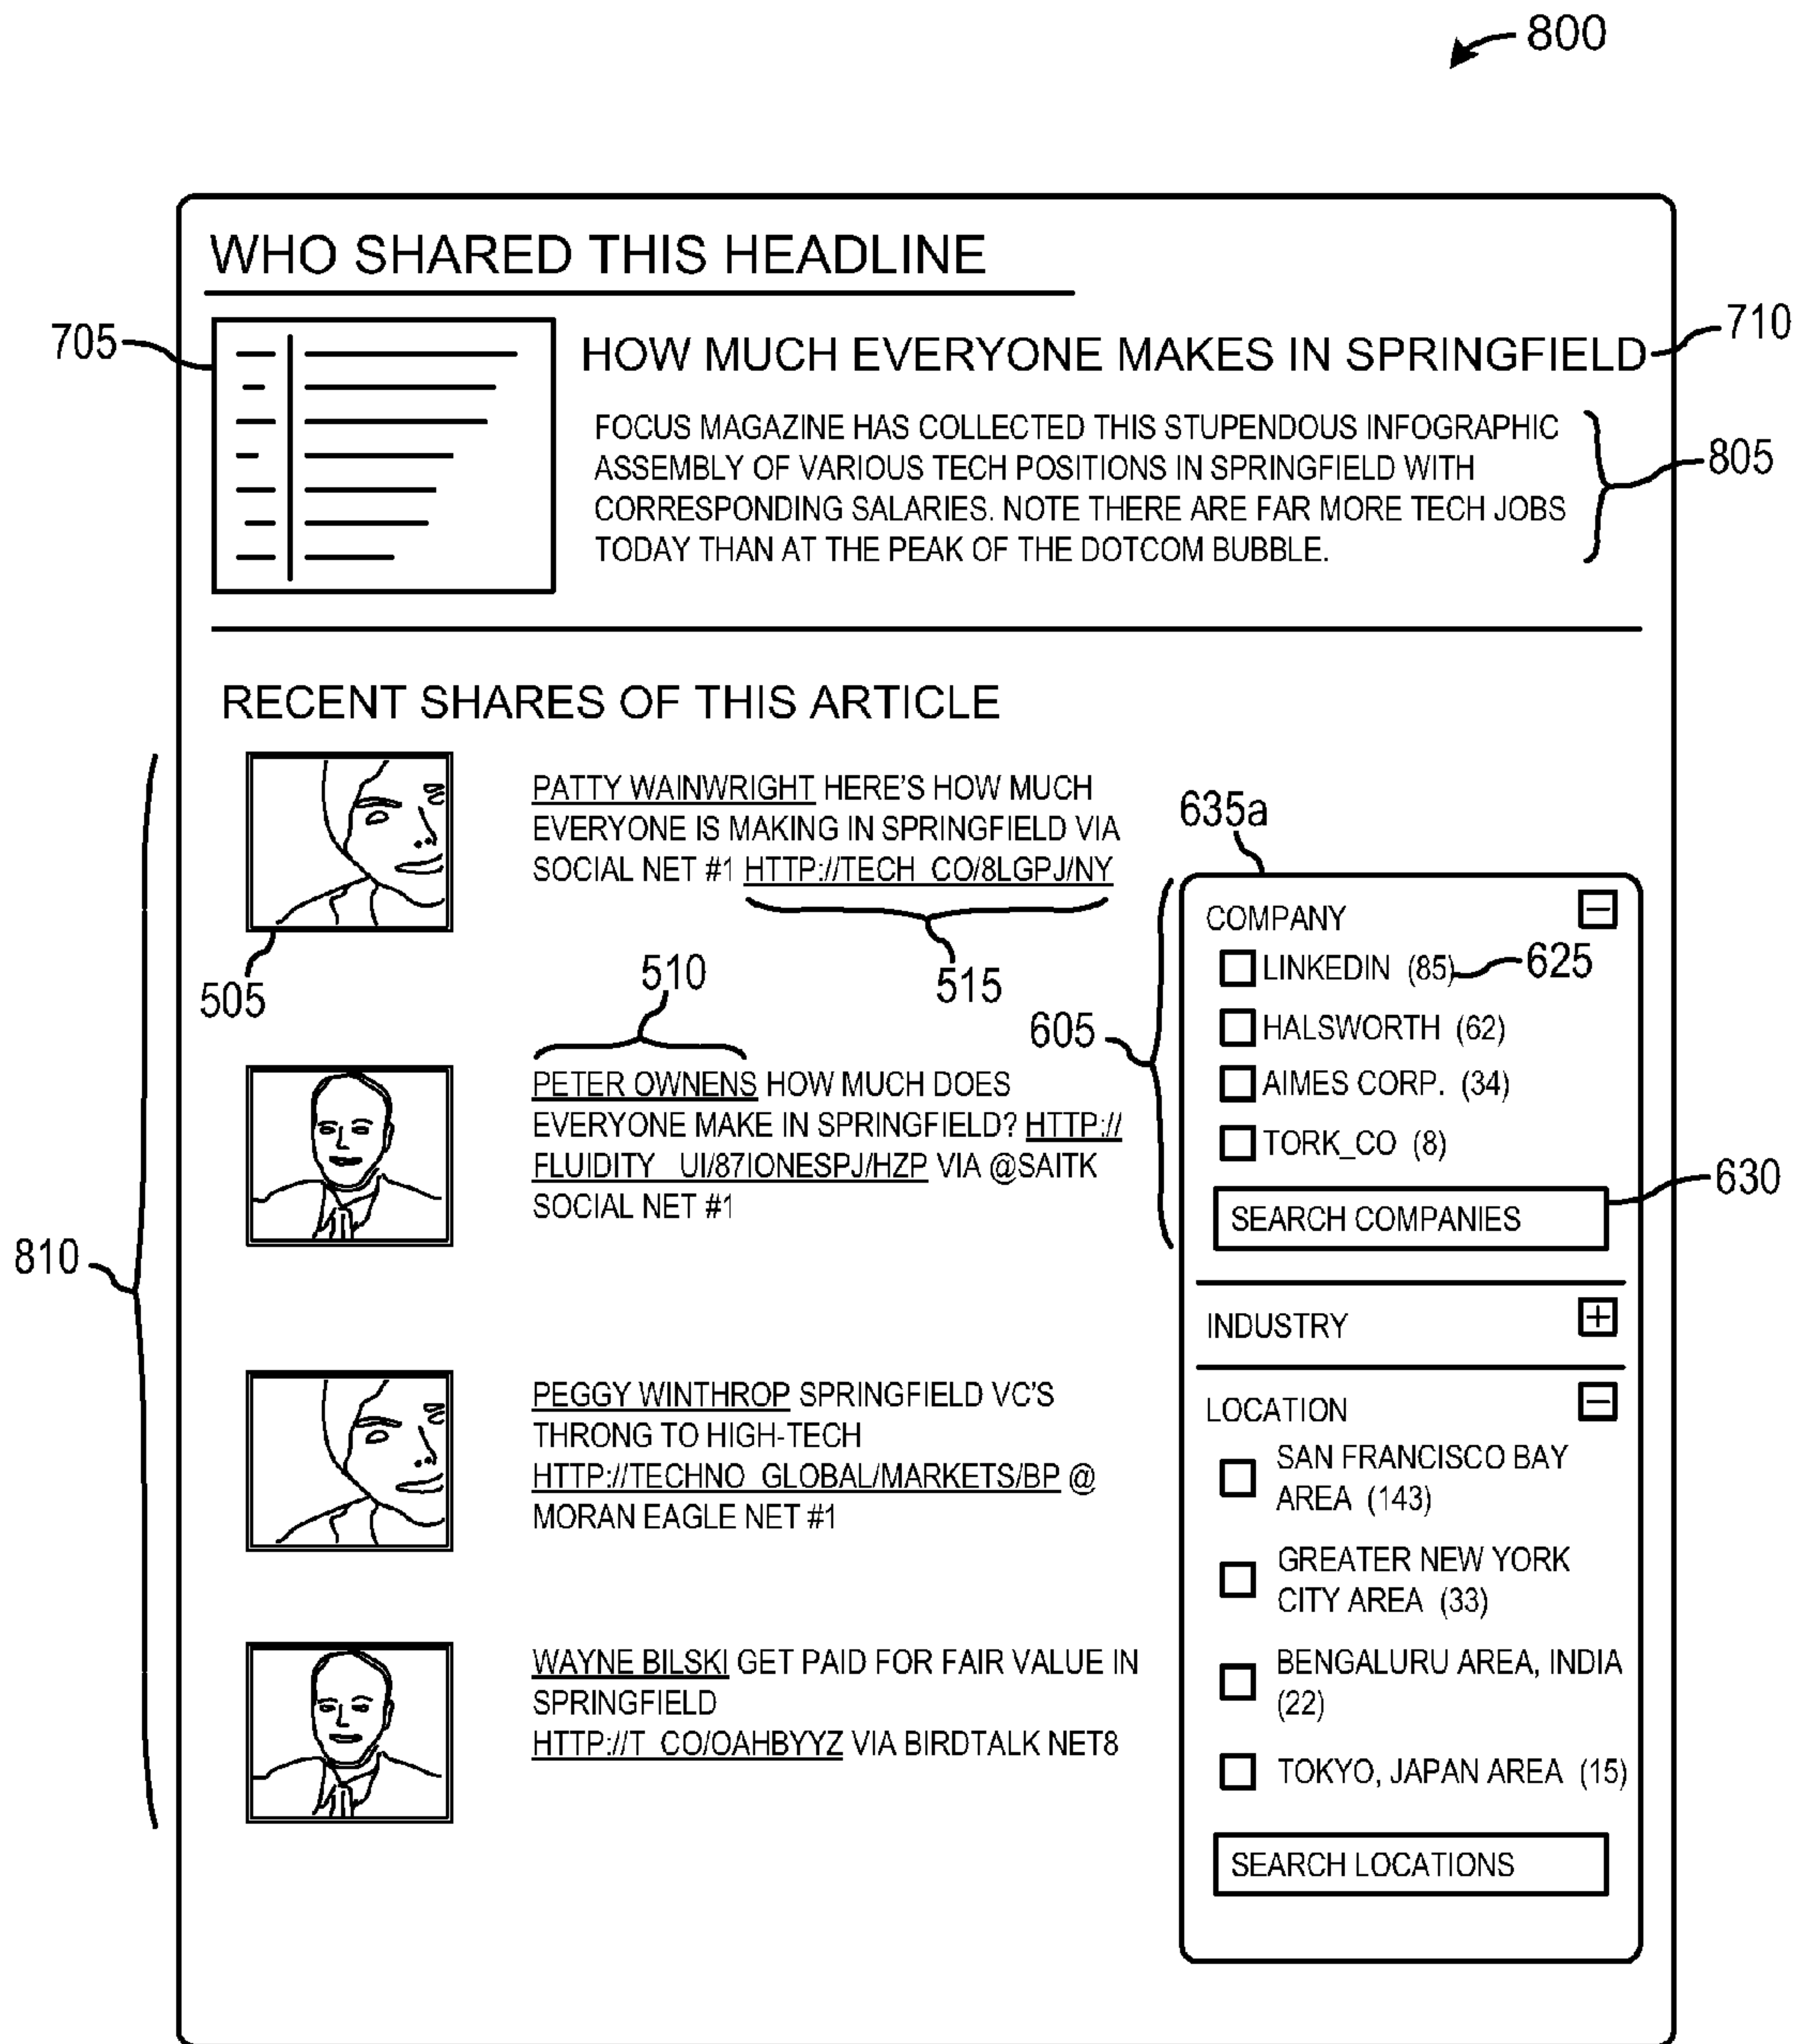 800
WHO SHARED THIS HEADLINE
705
HOW MUCH EVERYONE MAKES IN SPRINGFIELD
710
FOCUS MAGAZINE HAS COLLECTED THIS STUPENDOUS INFOGRAPHIC
ASSEMBLY OF VARIOUS TECH POSITIONS IN SPRINGFIELD WITH
CORRESPONDING SALARIES. NOTE THERE ARE FAR MORE TECH JOBS
TODAY THAN AT THE PEAK OF THE DOTCOM BUBBLE.
805
RECENT SHARES OF THIS ARTICLE
810
505
PATTY WAINWRIGHT HERE'S HOW MUCH
EVERYONE IS MAKING IN SPRINGFIELD VIA
SOCIAL NET #1 HTTP://TECH_CO/8LGPJ/NY
515
510
PETER OWNENS HOW MUCH DOES
EVERYONE MAKE IN SPRINGFIELD? HTTP://
FLUIDITY_UI/87IONESPJ/HZP VIA @SAITK
SOCIAL NET #1
PEGGY WINTHROP SPRINGFIELD VC'S
THRONG TO HIGH-TECH
HTTP://TECHNO_GLOBAL/MARKETS/BP @
MORAN EAGLE NET #1
WAYNE BILSKI GET PAID FOR FAIR VALUE IN
SPRINGFIELD
HTTP://T_CO/OAHBYYZ VIA BIRDTALK NET8
635a
605
COMPANY
LINKEDIN (85)
625
HALSWORTH (62)
AIMES CORP. (34)
TORK_CO (8)
SEARCH COMPANIES
630
INDUSTRY
LOCATION
SAN FRANCISCO BAY
AREA (143)
GREATER NEW YORK
CITY AREA (33)
BENGALURU AREA, INDIA
(22)
TOKYO, JAPAN AREA (15)
SEARCH LOCATIONS